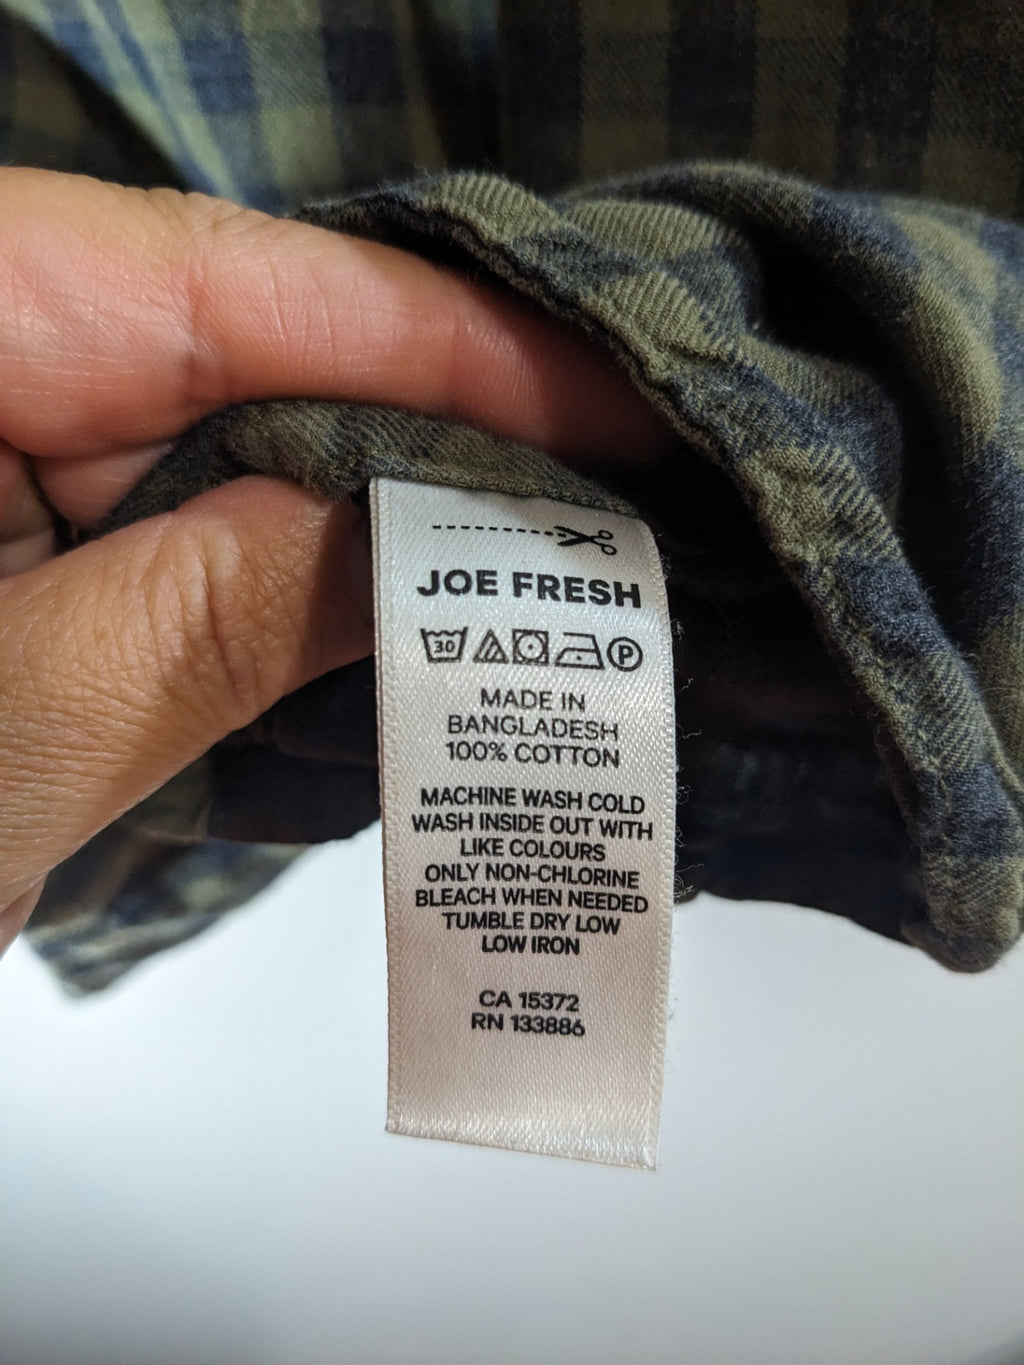 JOE FRESH
30 P
MADE IN
BANGLADESH
100% COTTON
MACHINE WASH COLD
WASH INSIDE OUT WITH
LIKE COLOURS
ONLY NON-CHLORINE
BLEACH WHEN NEEDED
TUMBLE DRY LOW
LOW IRON
CA 15372
RN 133886